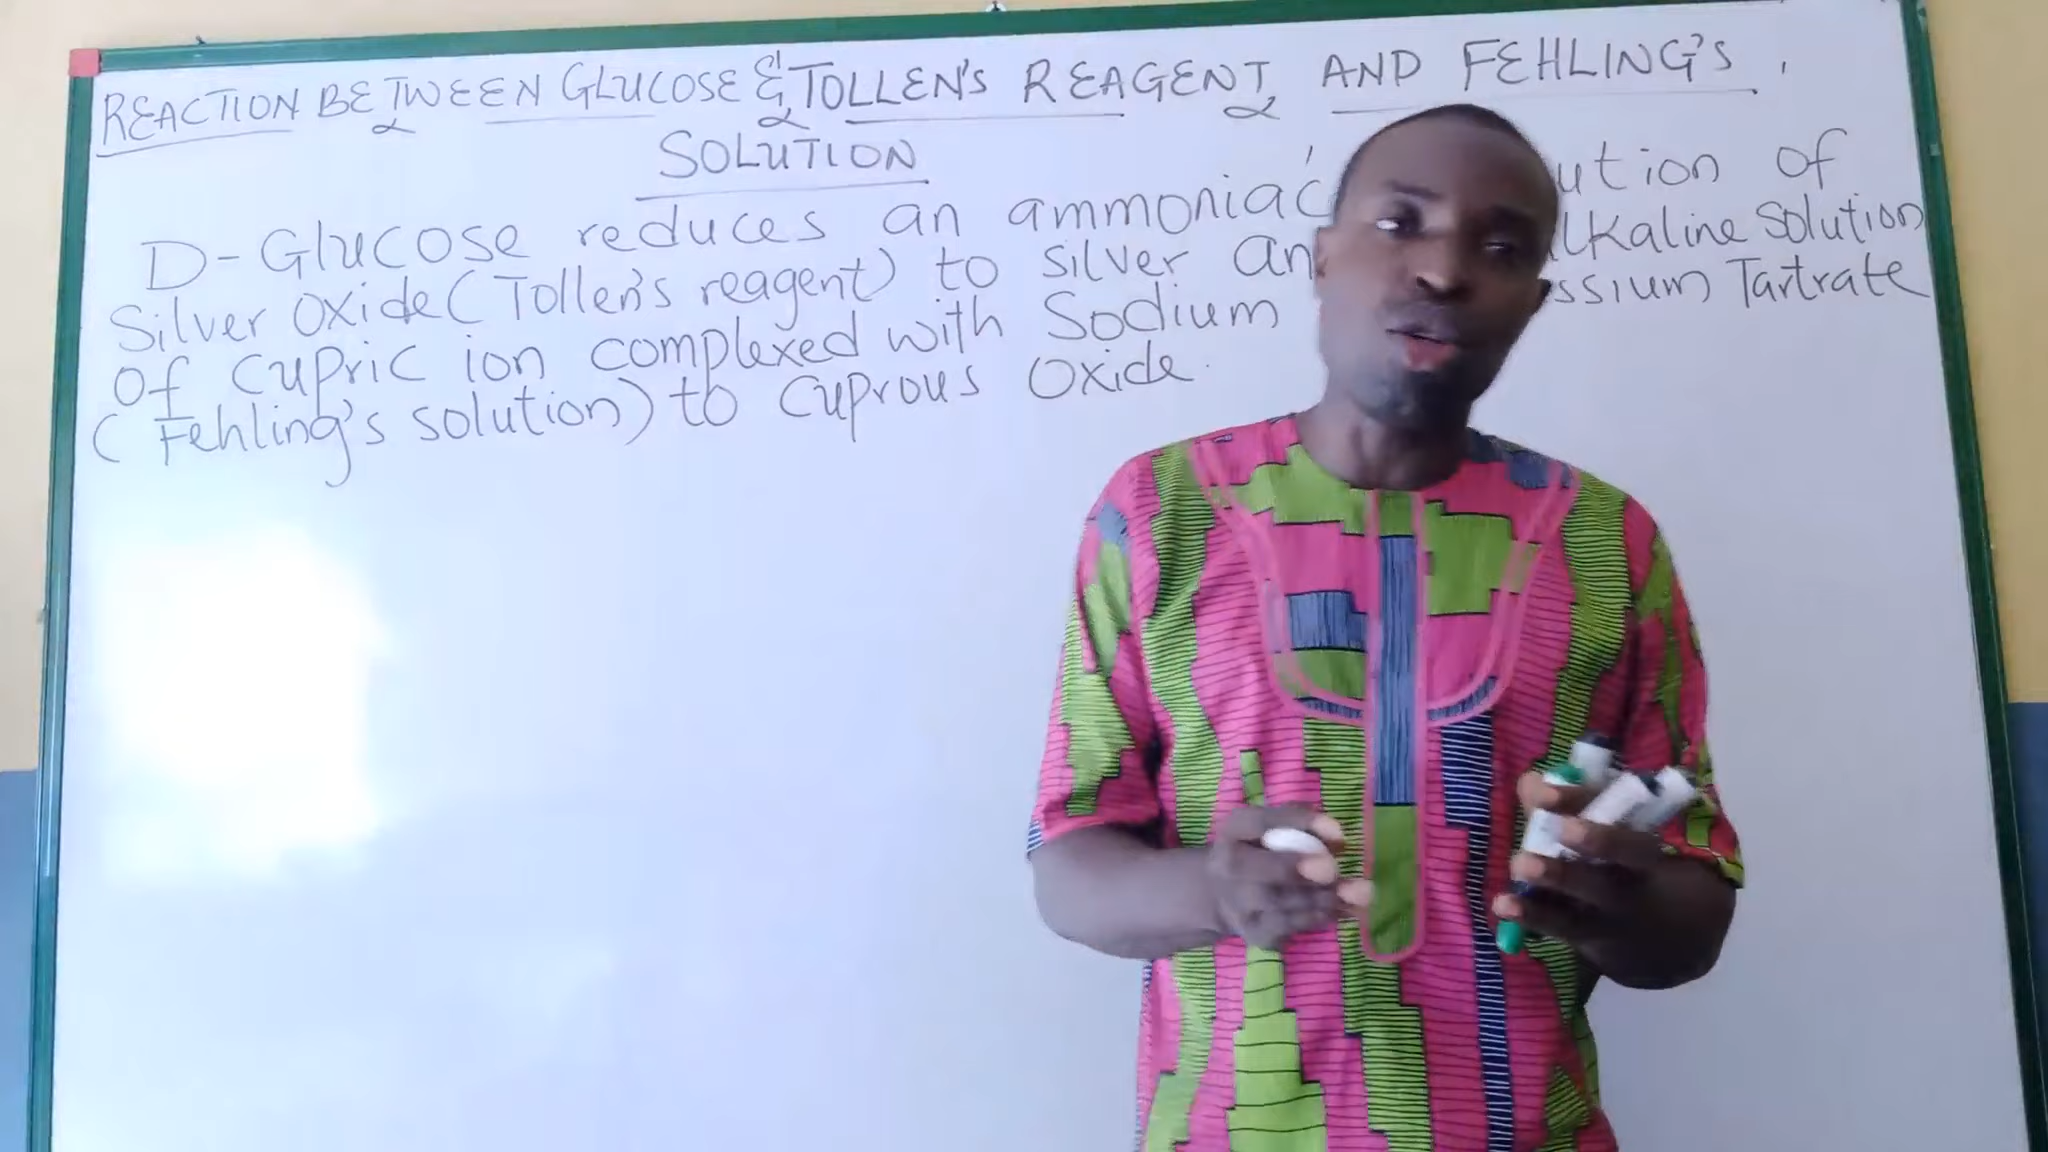 REACTION BETWEEN GLUCOSE & TOLLEN'S REAGENT AND FEHLING'S
SOLUTION
D-Glucose reduces an ammoniac ution of
Silver oxide (Tollen's reagent) to silver an lkaline Solution
Of Cupric ion complexed with Sodium ssium Tartrate
(Fehling's solution) to Cuprous Oxide.